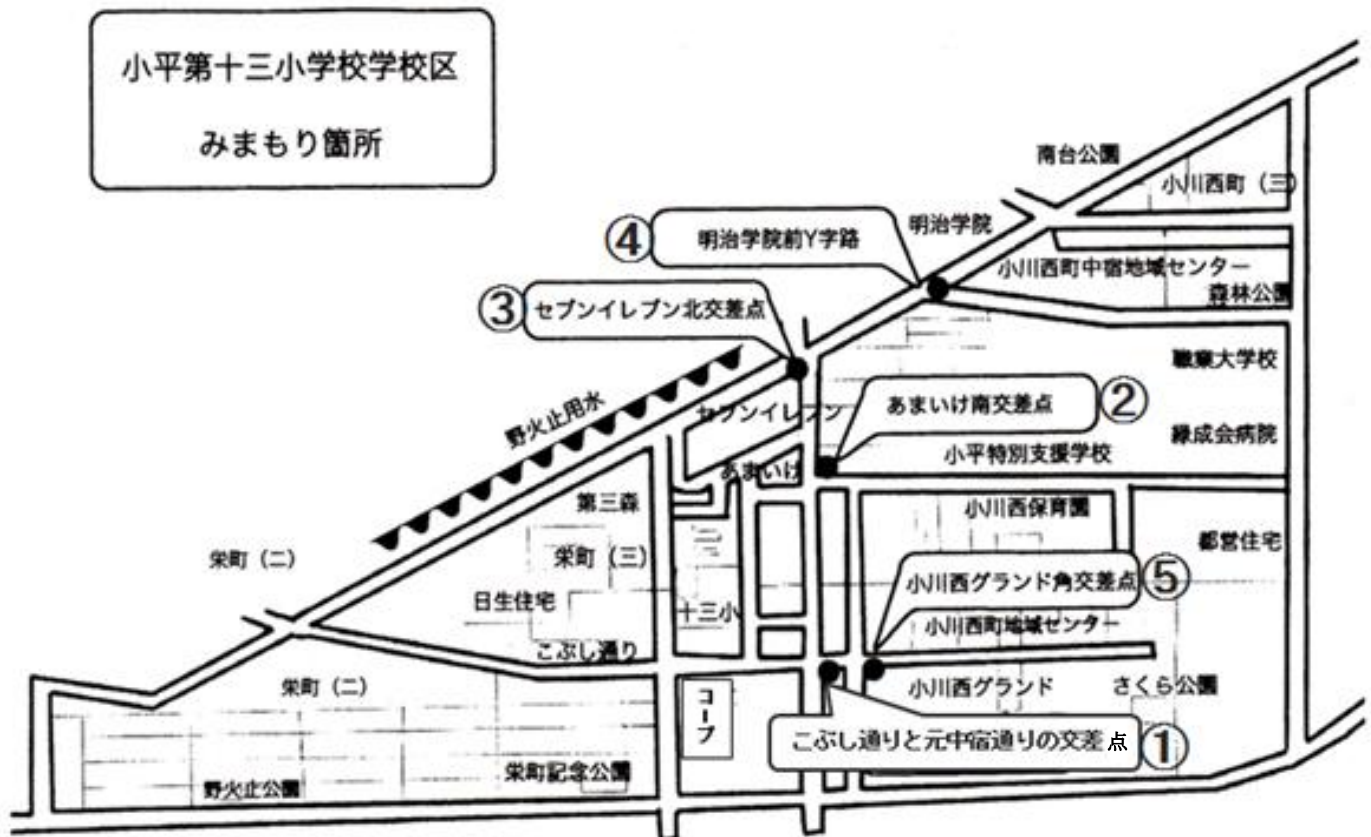 小平第十三小学校学校区
みまもり箇所
南台公園
小川西町（三）
明治学院
④
明治学院前Y字路
小川西町中宿地域センター
森林公園
③
セブンイレブン北交差点
職業大学校
野火止用水
セブンイレブン
あまいけ南交差点
②
緑成会病院
小平特別支援学校
あまいけ
第三森
小川西保育園
都営住宅
栄町（二）
栄町（三）
小川西グランド角交差点
⑤
日生住宅
十三小
小川西町地域センター
こぶし通り
栄町（二）
小川西グランド
さくら公園
コープ
こぶし通りと元中宿通りの交差点
①
栄町記念公園
野火止公園